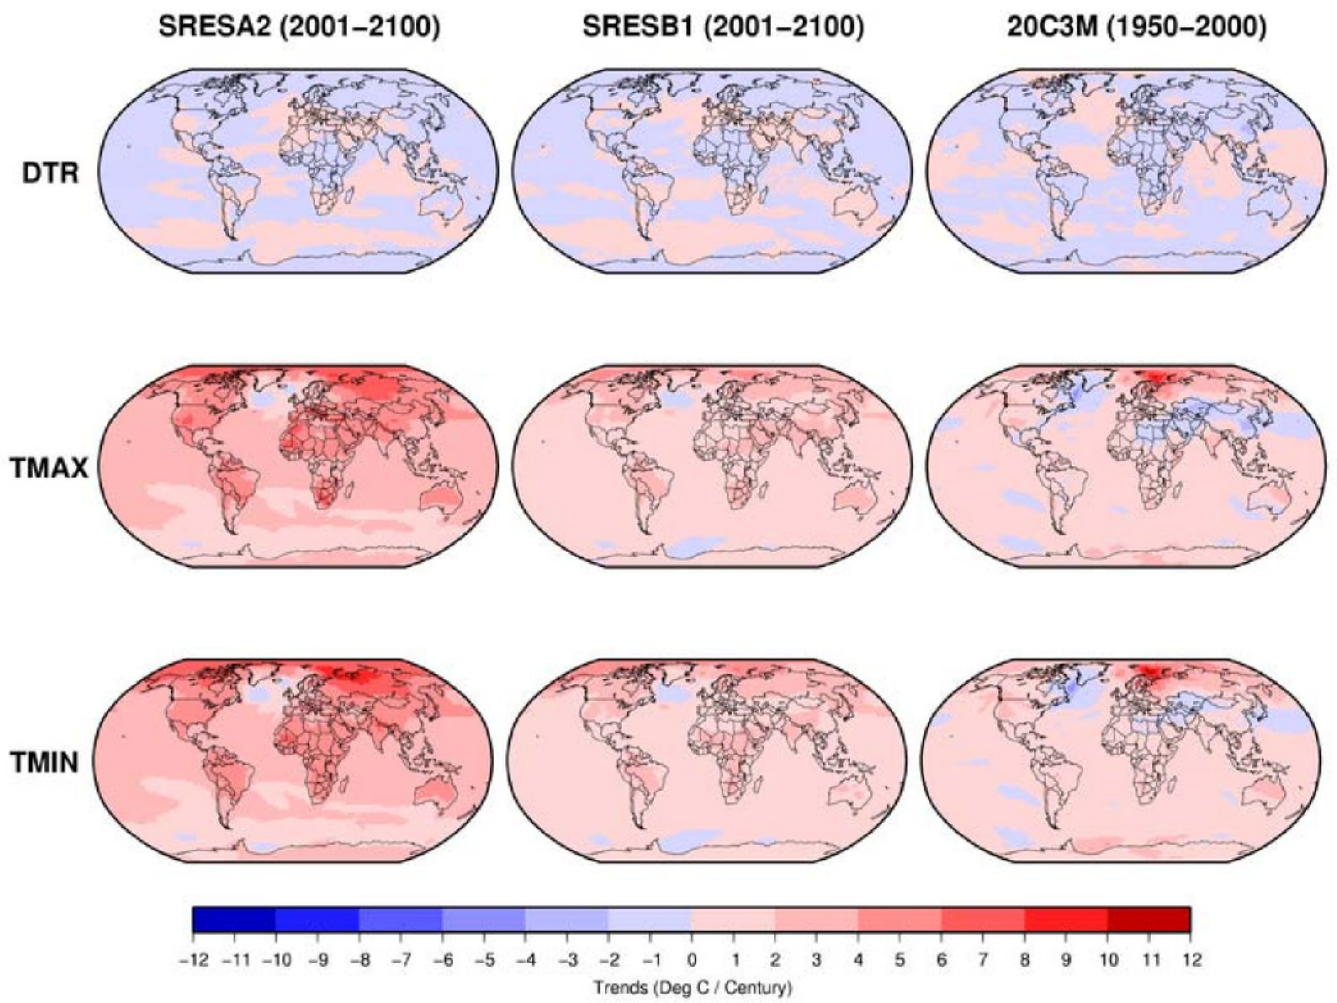 SRESA2 (2001–2100) SRESB1 (2001–2100) 20C3M (1950–2000)
DTR
TMAX
TMIN
−12 −11 −10 −9 −8 −7 −6 −5 −4 −3 −2 −1 0 1 2 3 4 5 6 7 8 9 10 11 12
Trends (Deg C / Century)